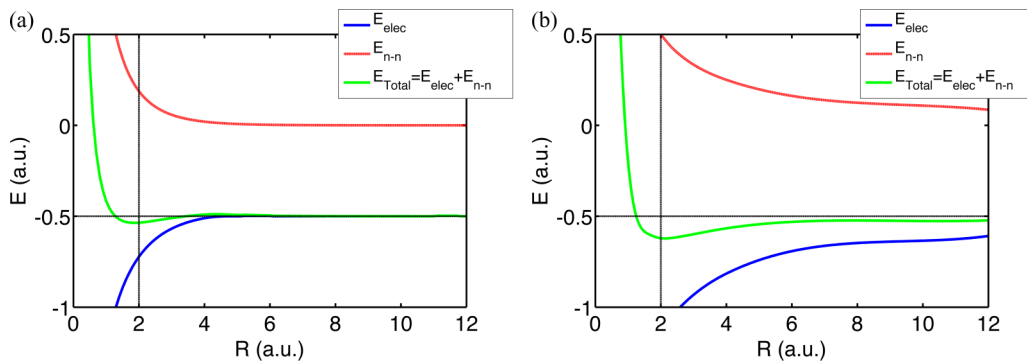 (a)
E_elec
E_n-n
E_Total=E_elec+E_n-n
0.5
0
-0.5
-1
E (a.u.)
0 2 4 6 8 10 12
R (a.u.)
(b)
E_elec
E_n-n
E_Total=E_elec+E_n-n
0.5
0
-0.5
-1
E (a.u.)
0 2 4 6 8 10 12
R (a.u.)